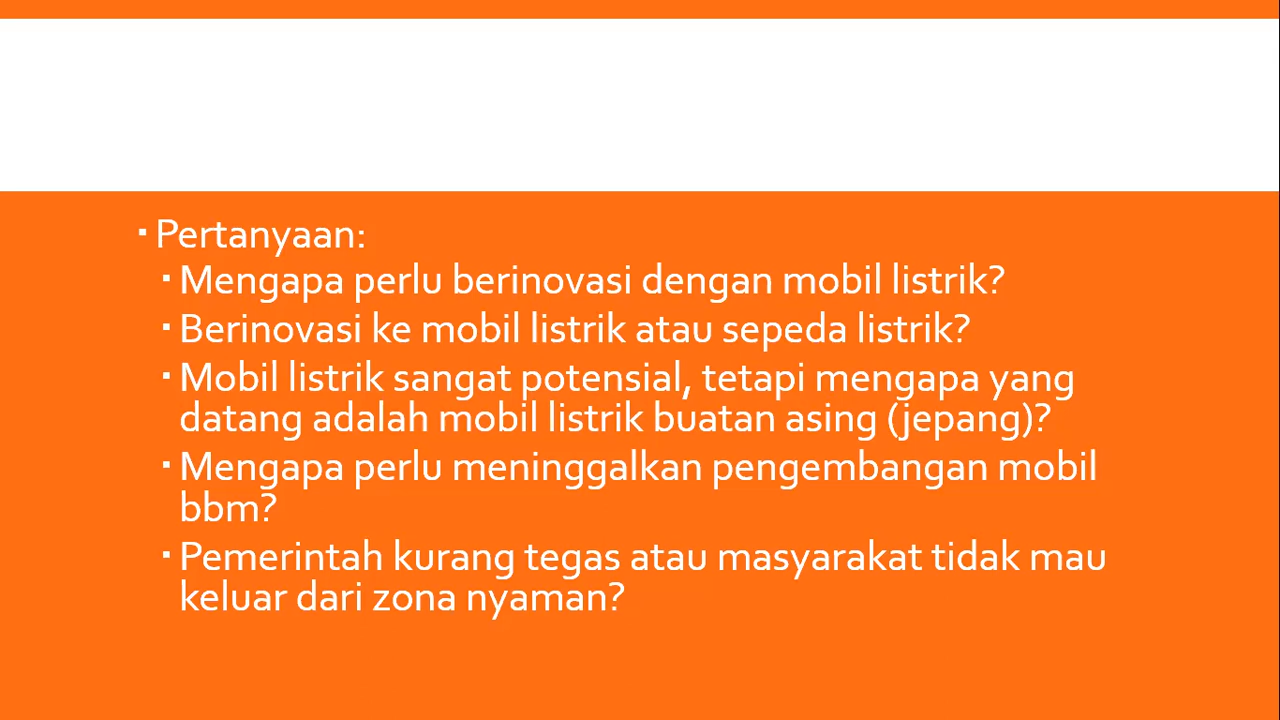 ▪ Pertanyaan:
▪ Mengapa perlu berinovasi dengan mobil listrik?
▪ Berinovasi ke mobil listrik atau sepeda listrik?
▪ Mobil listrik sangat potensial, tetapi mengapa yang
datang adalah mobil listrik buatan asing (jepang)?
▪ Mengapa perlu meninggalkan pengembangan mobil
bbm?
▪ Pemerintah kurang tegas atau masyarakat tidak mau
keluar dari zona nyaman?